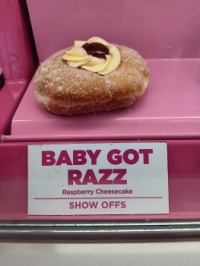 BABY GOT
RAZZ
Raspberry Cheesecake
SHOW OFFS